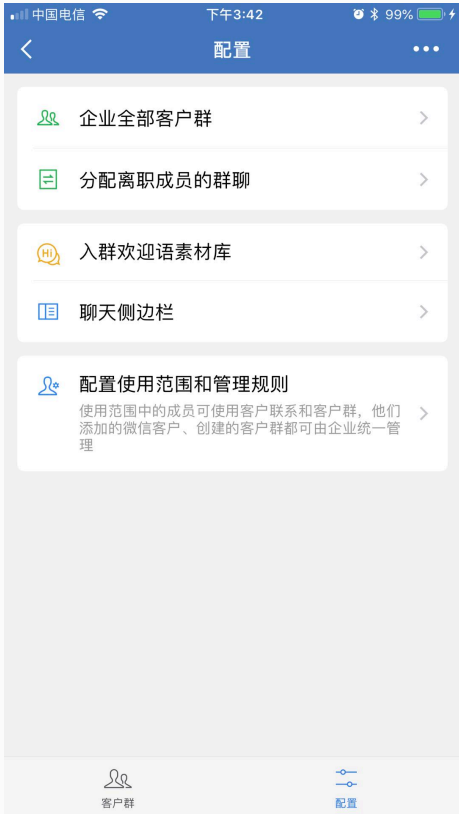 中国电信 下午3:42 99%
配置
企业全部客户群
分配离职成员的群聊
Hi 入群欢迎语素材库
聊天侧边栏
配置使用范围和管理规则
使用范围中的成员可使用客户联系和客户群，他们
添加的微信客户、创建的客户群都可由企业统一管
理
客户群 配置